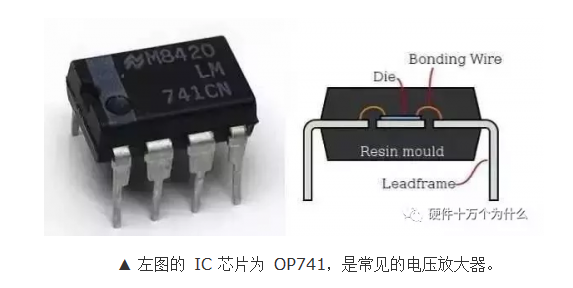 M8420
LM
741CN
Bonding Wire
Die
Resin mould
Leadframe
硬件十万个为什么
▲ 左图的 IC 芯片为 OP741，是常见的电压放大器。